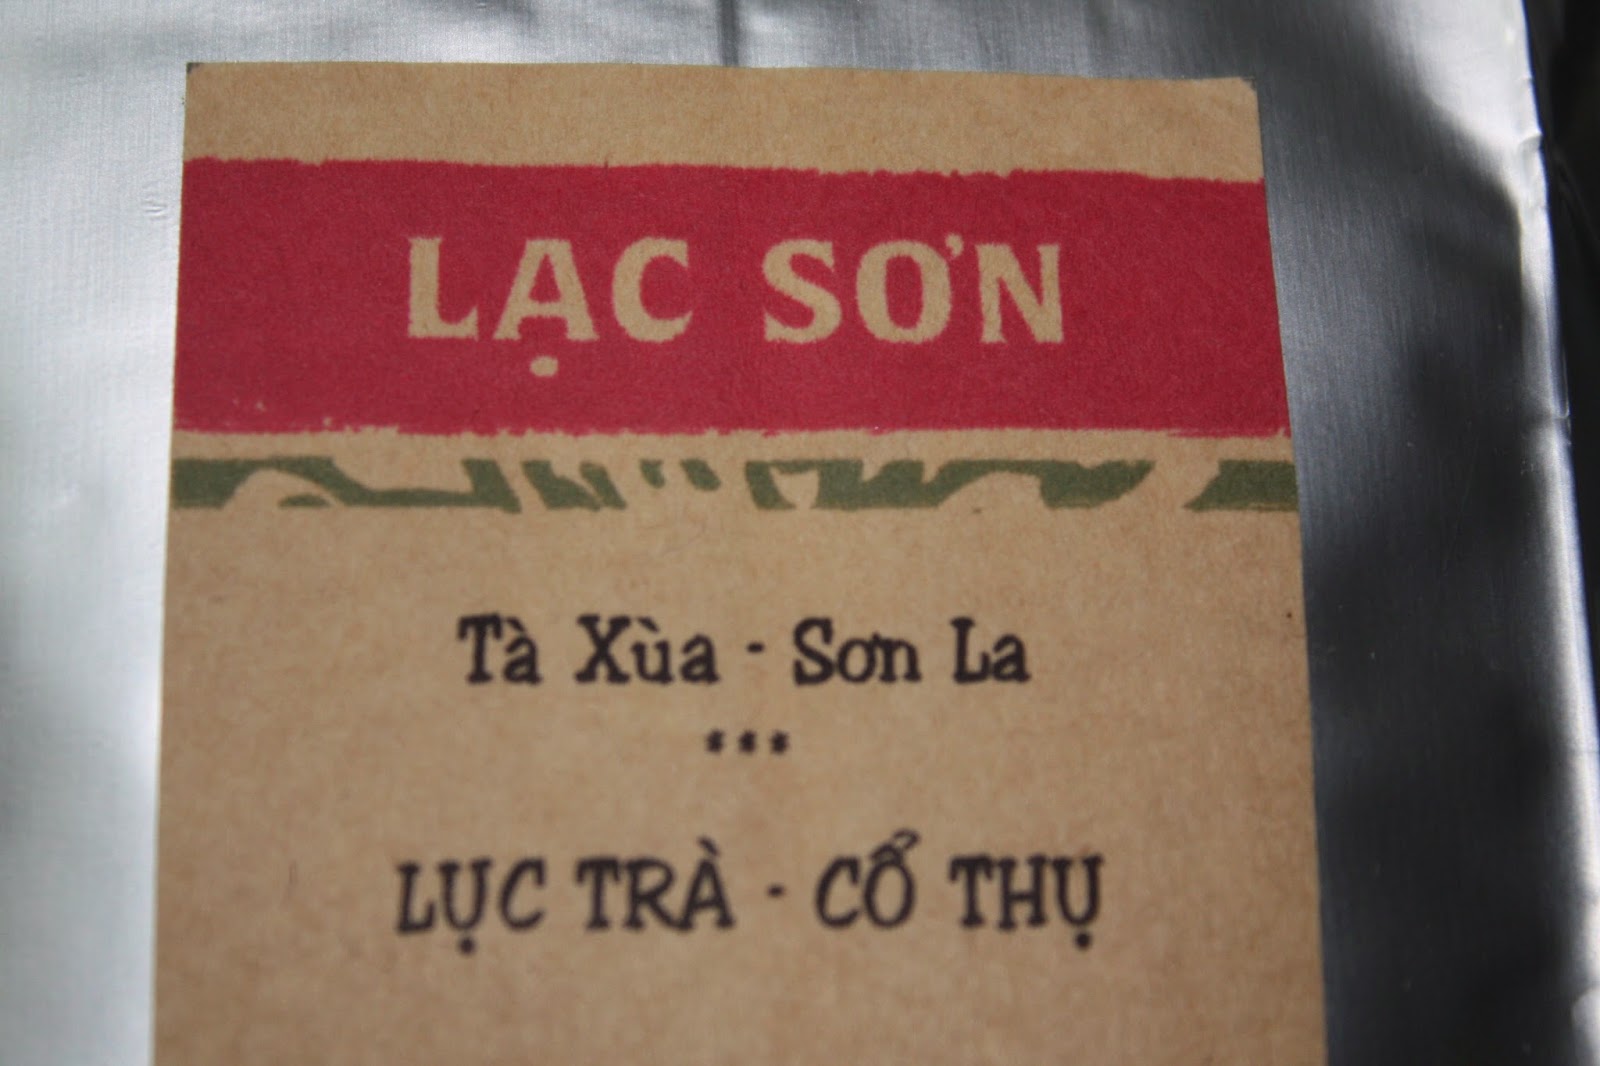 LẠC SƠN
Tà Xùa - Sơn La
***
LỤC TRÀ - CỔ THỤ